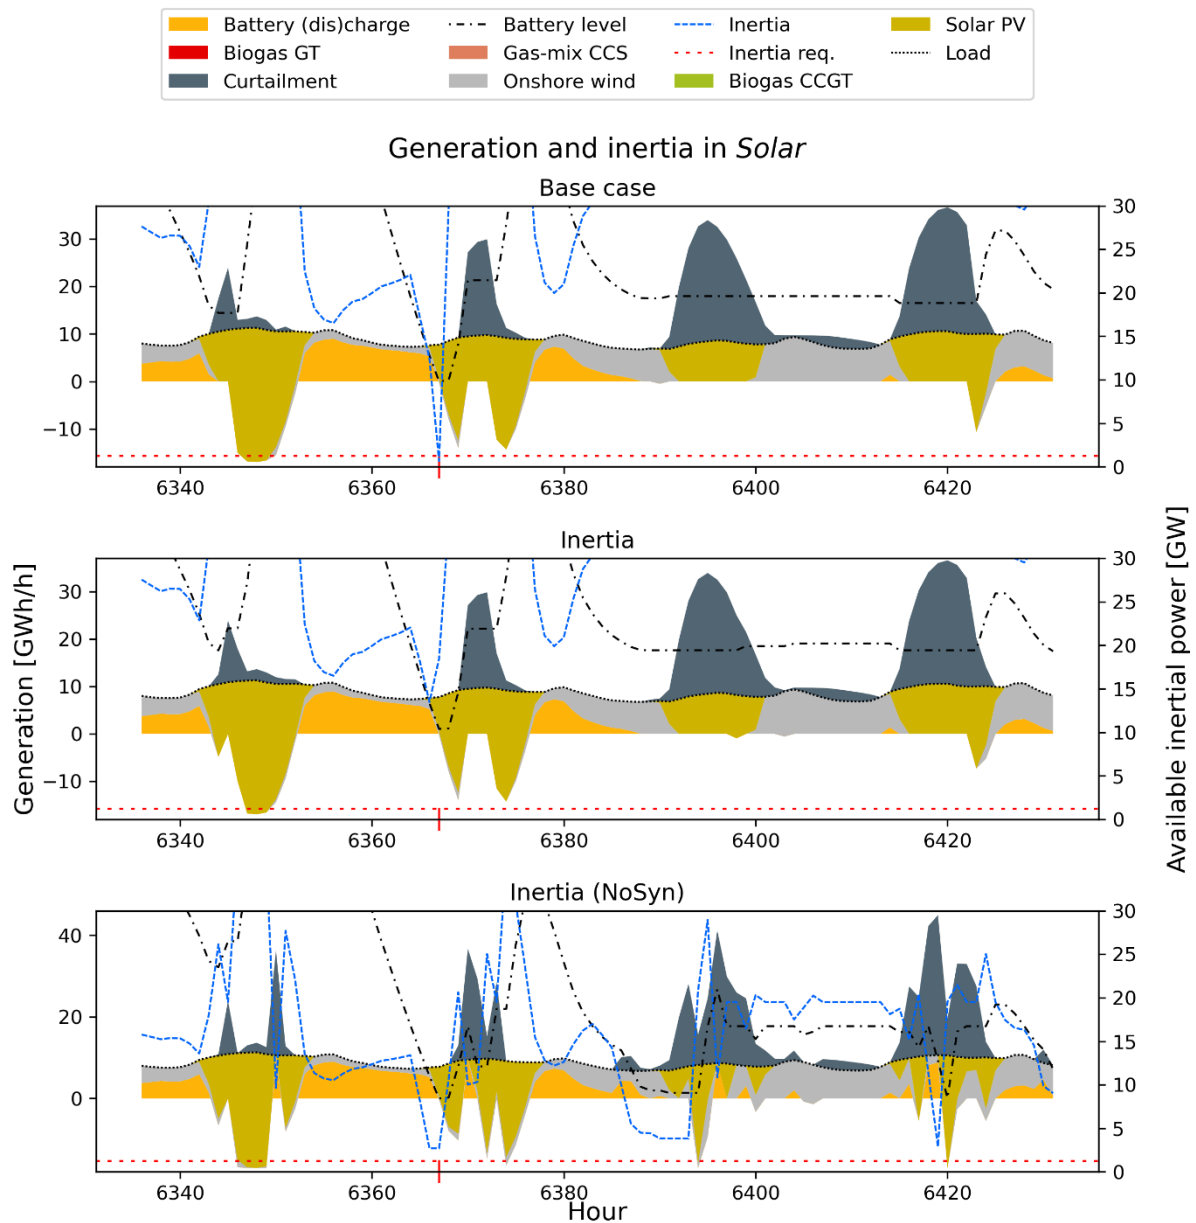 Battery (dis)charge
Battery level
Inertia
Solar PV
Biogas GT
Gas-mix CCS
Inertia req.
Load
Curtailment
Onshore wind
Biogas CCGT
Generation and inertia in Solar
Base case
30
20
10
0
−10
30
25
20
15
10
5
0
6340
6360
6380
6400
6420
Inertia
30
20
10
0
−10
30
25
20
15
10
5
0
6340
6360
6380
6400
6420
Inertia (NoSyn)
40
20
0
30
25
20
15
10
5
0
6340
6360
6380
6400
6420
Hour
Generation [GWh/h]
Available inertial power [GW]